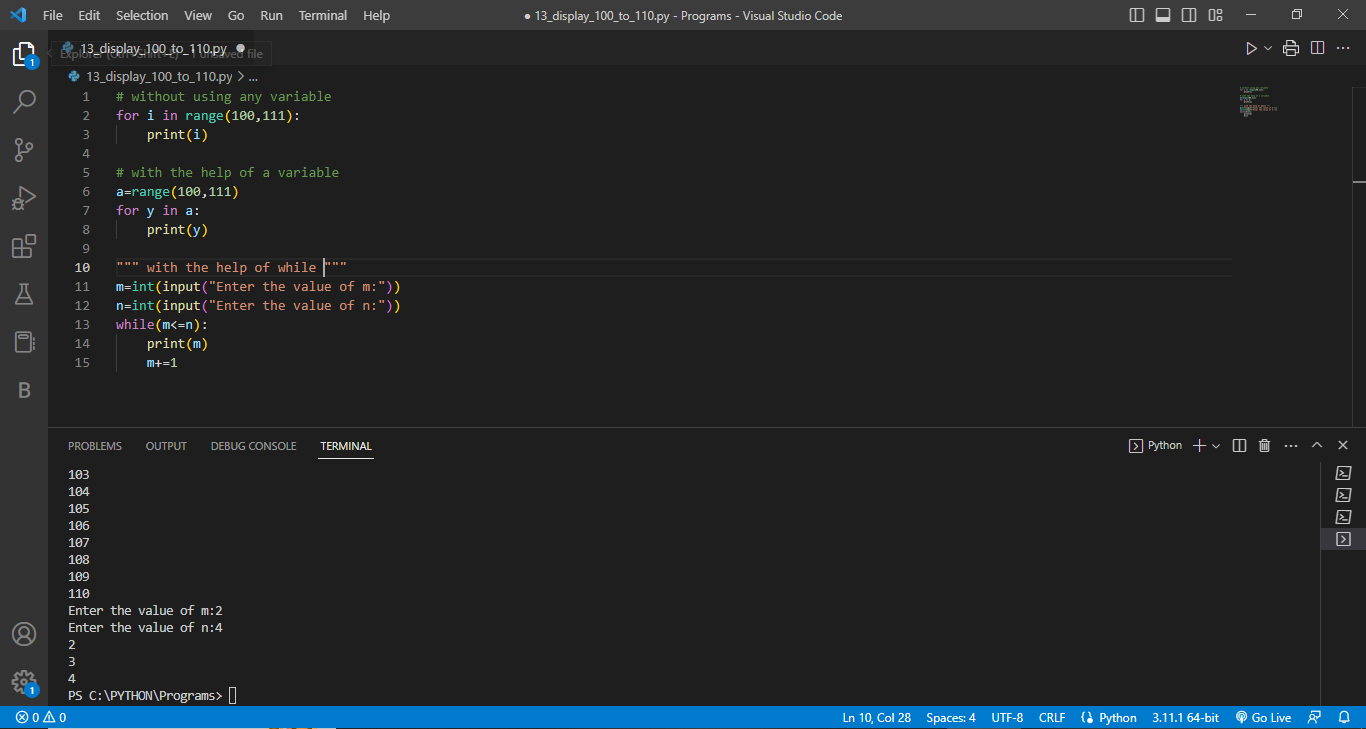 File Edit Selection View Go Run Terminal Help ● 13_display_100_to_110.py - Programs - Visual Studio Code
13_display_100_to_110.py ●
Explorer (Ctrl+Shift+E) - 1 unsaved file
13_display_100_to_110.py > ...
1 # without using any variable
2 for i in range(100,111):
3     print(i)
4
5 # with the help of a variable
6 a=range(100,111)
7 for y in a:
8     print(y)
9
10 """ with the help of while """
11 m=int(input("Enter the value of m:"))
12 n=int(input("Enter the value of n:"))
13 while(m<=n):
14     print(m)
15     m+=1
PROBLEMS OUTPUT DEBUG CONSOLE TERMINAL Python
103
104
105
106
107
108
109
110
Enter the value of m:2
Enter the value of n:4
2
3
4
PS C:\PYTHON\Programs>
1
B
1
0 0 Ln 10, Col 28 Spaces: 4 UTF-8 CRLF Python 3.11.1 64-bit Go Live